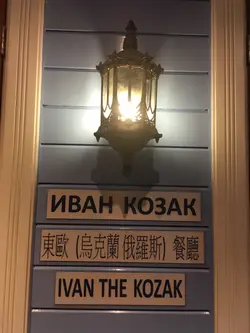 ИВАН КОЗАК
東歐 (烏克蘭 俄羅斯) 餐廳
IVAN THE KOZAK